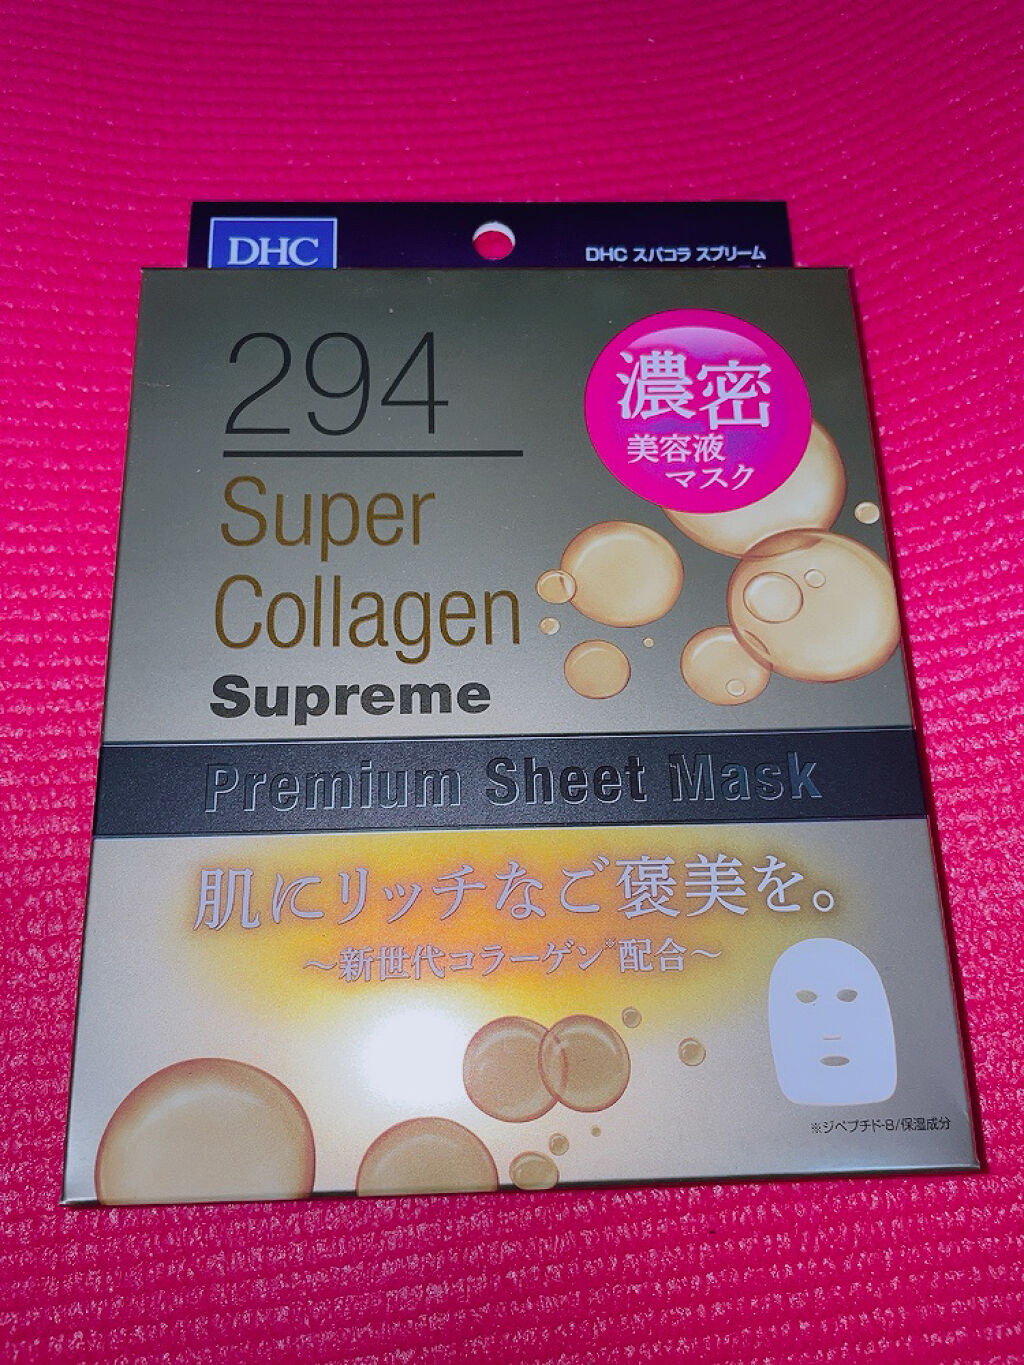 DHC
DHC スパコラ スプリーム
294
濃密
美容液
マスク
Super
Collagen
Supreme
Premium Sheet Mask
肌にリッチなご褒美を。
～新世代コラーゲン※配合～
※ジペプチド-8/保湿成分